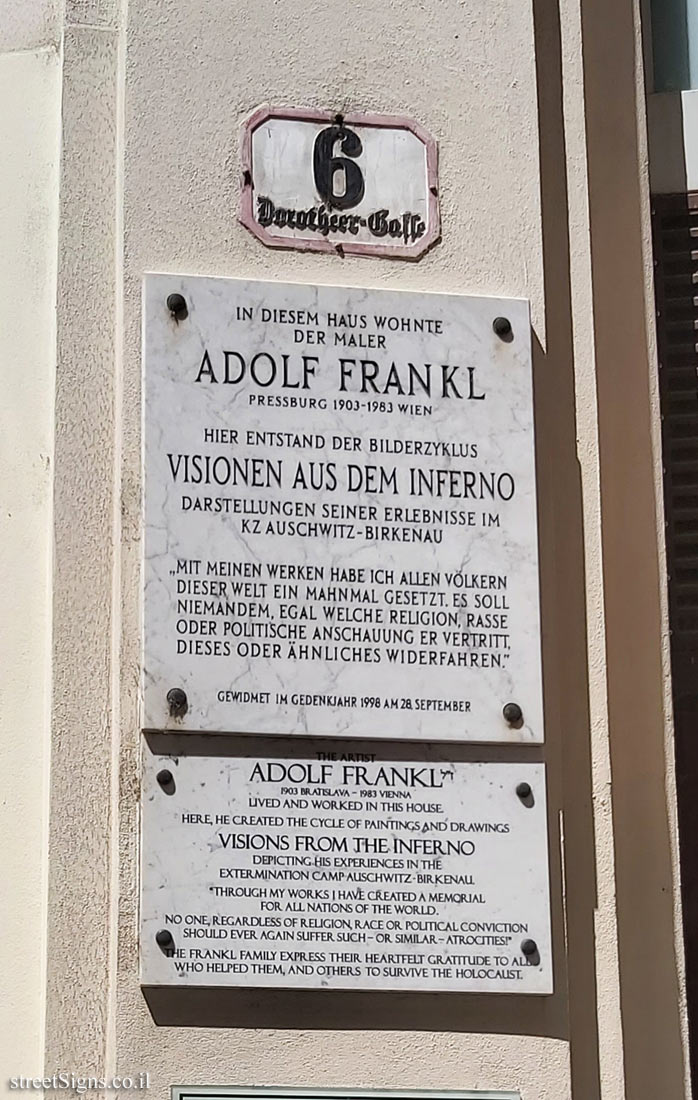 6
Dorotheer-Gasse
IN DIESEM HAUS WOHNTE
DER MALER
ADOLF FRANKL
PRESSBURG 1903-1983 WIEN
HIER ENTSTAND DER BILDERZYKLUS
VISIONEN AUS DEM INFERNO
DARSTELLUNGEN SEINER ERLEBNISSE IM
KZ AUSCHWITZ-BIRKENAU
„MIT MEINEN WERKEN HABE ICH ALLEN VÖLKERN
DIESER WELT EIN MAHNMAL GESETZT. ES SOLL
NIEMANDEM, EGAL WELCHE RELIGION, RASSE
ODER POLITISCHE ANSCHAUUNG ER VERTRITT,
DIESES ODER ÄHNLICHES WIDERFAHREN."
GEWIDMET IM GEDENKJAHR 1998 AM 28. SEPTEMBER
THE ARTIST
ADOLF FRANKL
1903 BRATISLAVA – 1983 VIENNA
LIVED AND WORKED IN THIS HOUSE.
HERE, HE CREATED THE CYCLE OF PAINTINGS AND DRAWINGS
VISIONS FROM THE INFERNO
DEPICTING HIS EXPERIENCES IN THE
EXTERMINATION CAMP AUSCHWITZ-BIRKENAU.
"THROUGH MY WORKS I HAVE CREATED A MEMORIAL
FOR ALL NATIONS OF THE WORLD.
NO ONE, REGARDLESS OF RELIGION, RACE OR POLITICAL CONVICTION
SHOULD EVER AGAIN SUFFER SUCH – OR SIMILAR – ATROCITIES!"
THE FRANKL FAMILY EXPRESS THEIR HEARTFELT GRATITUDE TO ALL
WHO HELPED THEM, AND OTHERS TO SURVIVE THE HOLOCAUST.
streetSigns.co.il